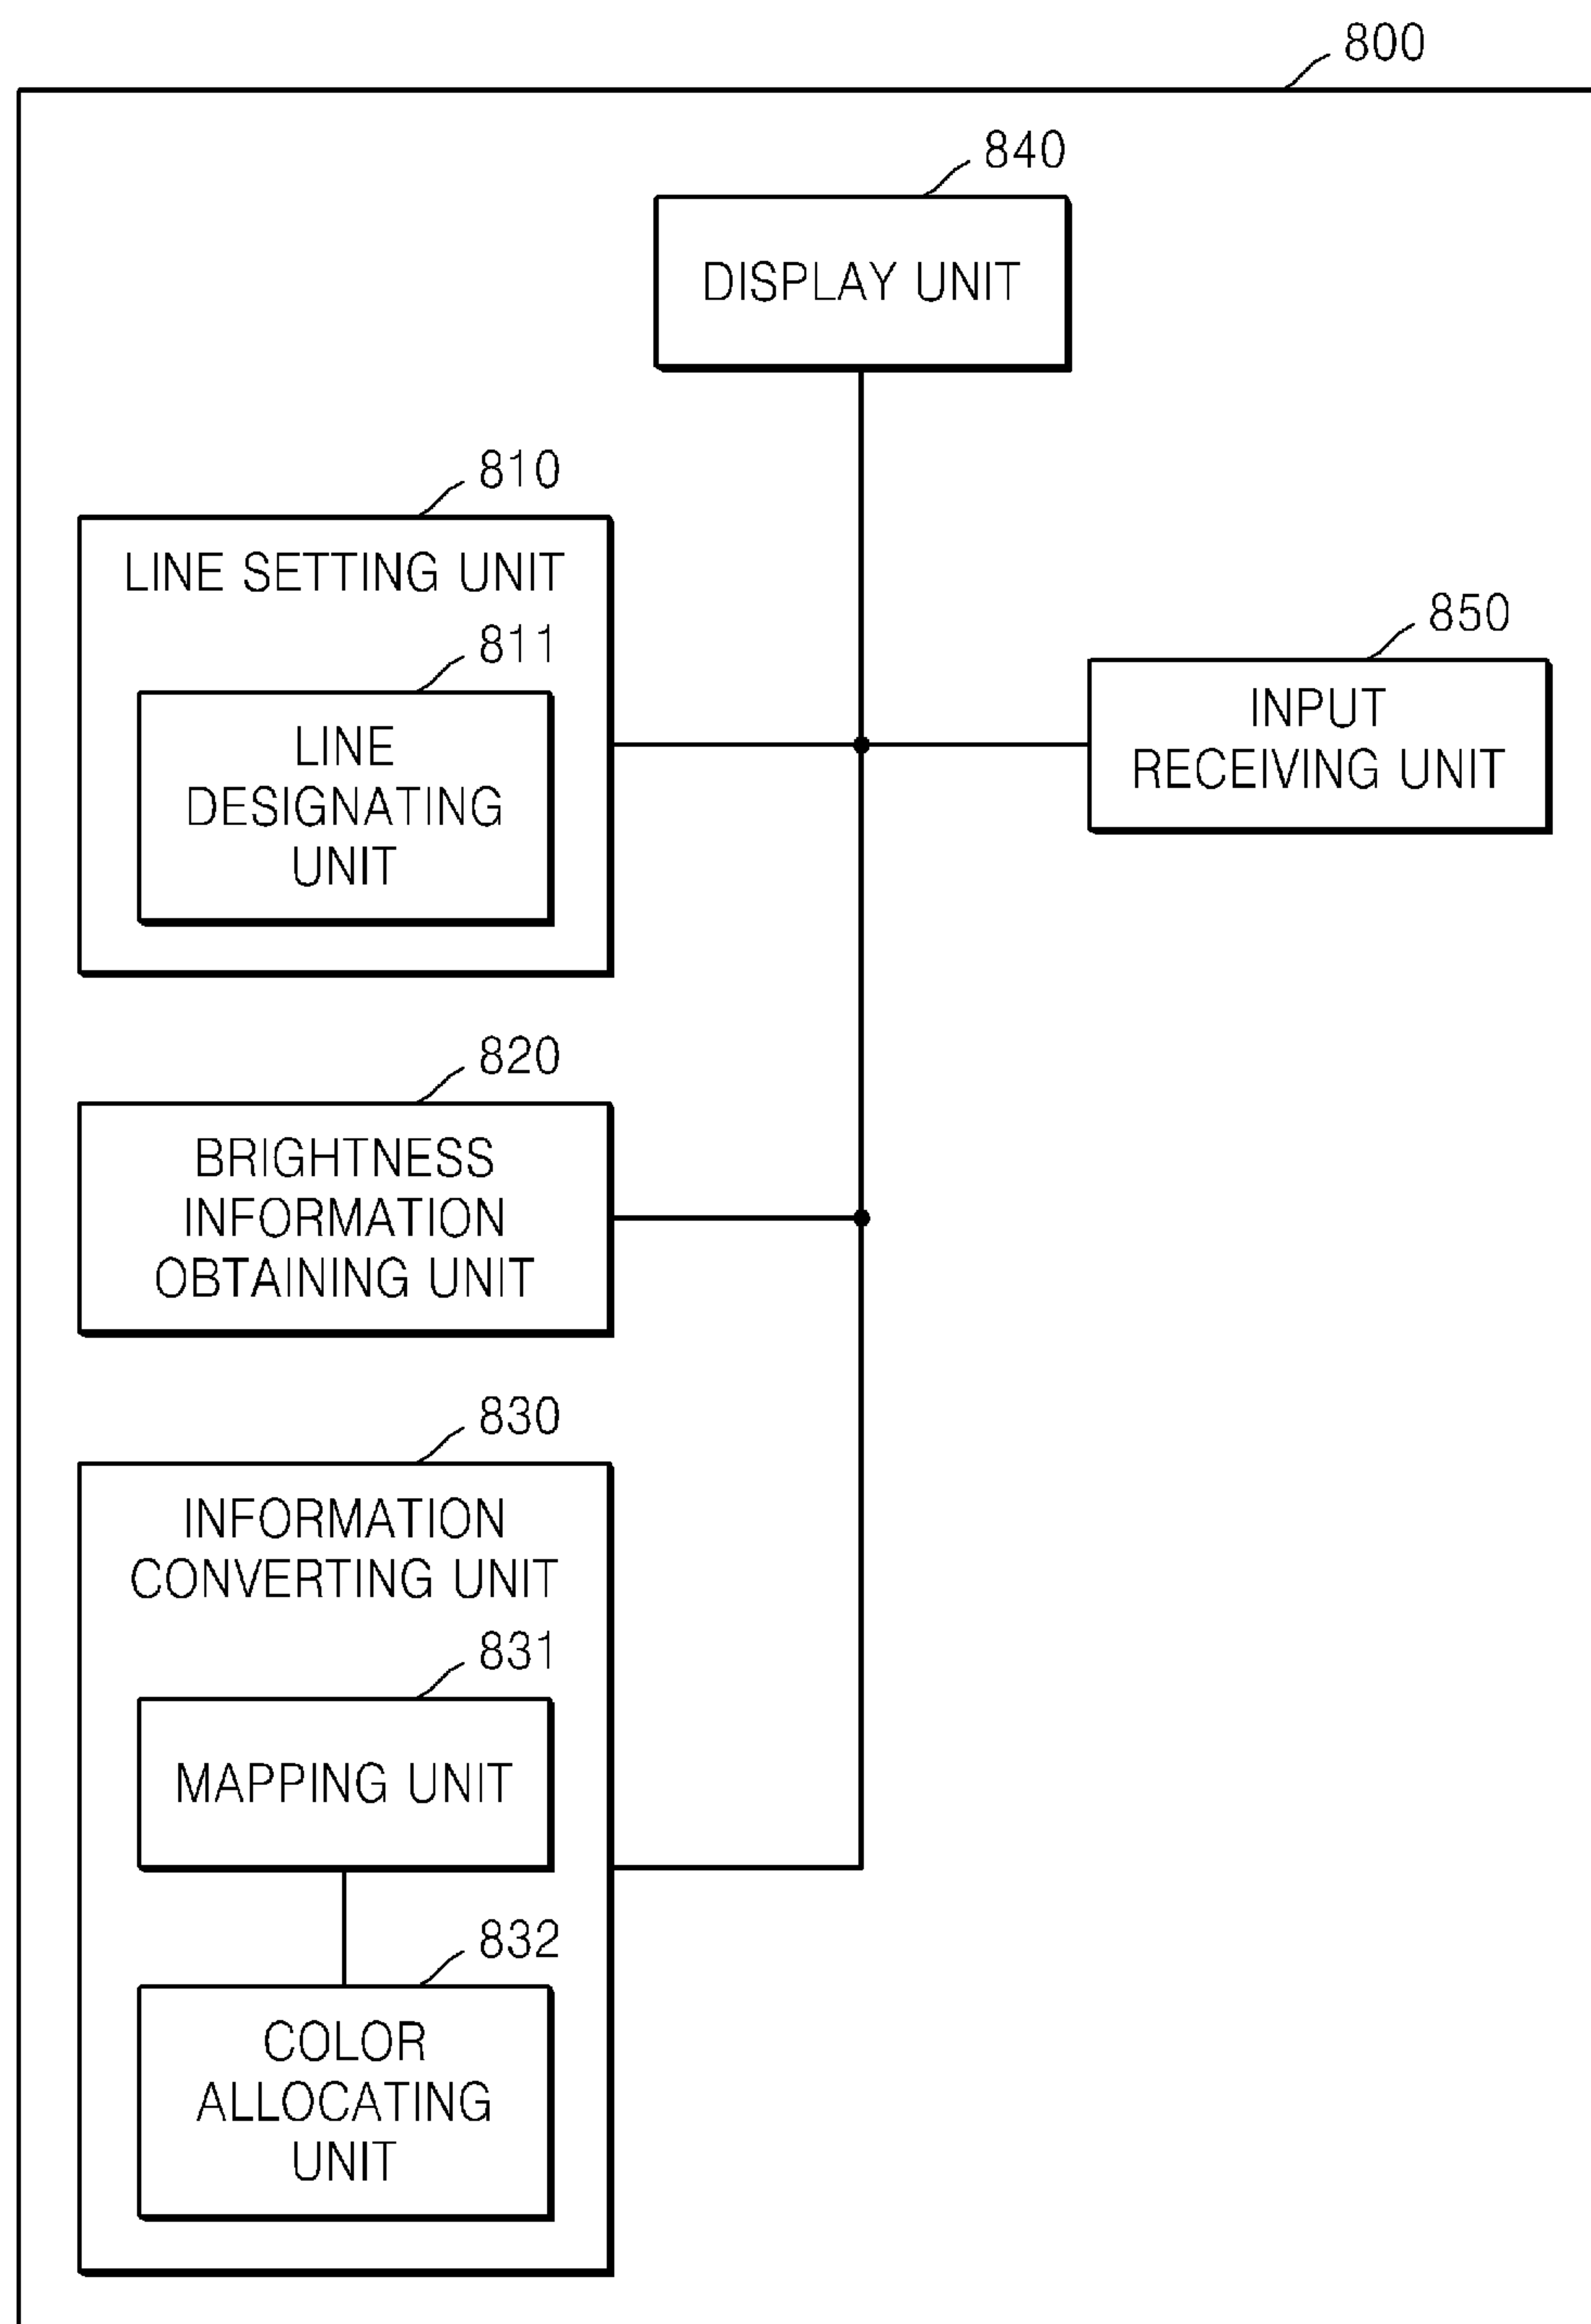 800
840
DISPLAY UNIT
810
LINE SETTING UNIT
811
LINE
DESIGNATING
UNIT
850
INPUT
RECEIVING UNIT
820
BRIGHTNESS
INFORMATION
OBTAINING UNIT
830
INFORMATION
CONVERTING UNIT
831
MAPPING UNIT
832
COLOR
ALLOCATING
UNIT